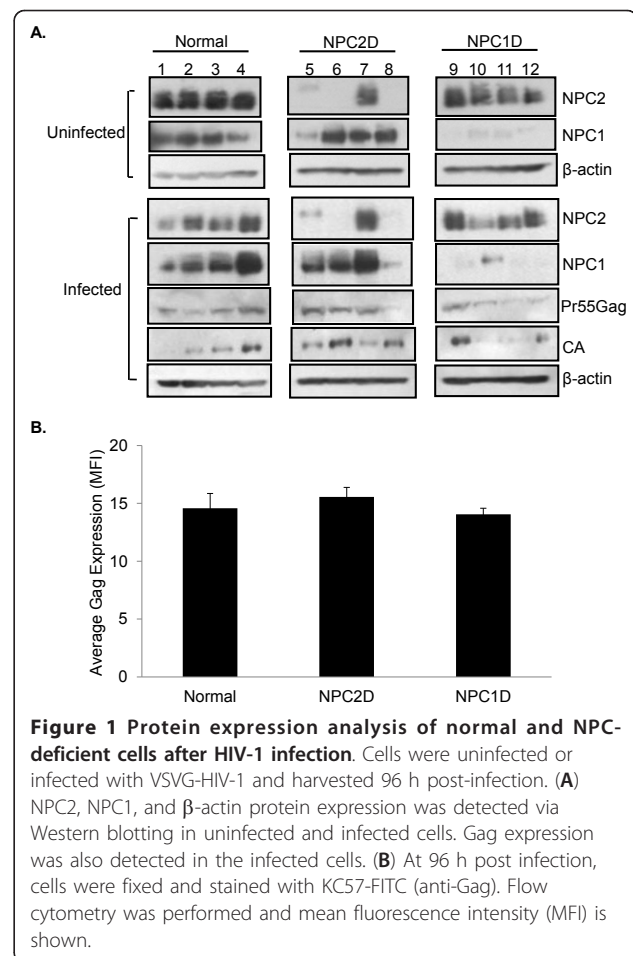 A.
Normal NPC2D NPC1D
1 2 3 4 5 6 7 8 9 10 11 12
NPC2
Uninfected
NPC1
β-actin
NPC2
NPC1
Infected
Pr55Gag
CA
β-actin
B.
20
15
10
5
0
Average Gag Expression (MFI)
Normal NPC2D NPC1D
Figure 1 Protein expression analysis of normal and NPC-
deficient cells after HIV-1 infection. Cells were uninfected or
infected with VSVG-HIV-1 and harvested 96 h post-infection. (A)
NPC2, NPC1, and β-actin protein expression was detected via
Western blotting in uninfected and infected cells. Gag expression
was also detected in the infected cells. (B) At 96 h post infection,
cells were fixed and stained with KC57-FITC (anti-Gag). Flow
cytometry was performed and mean fluorescence intensity (MFI) is
shown.